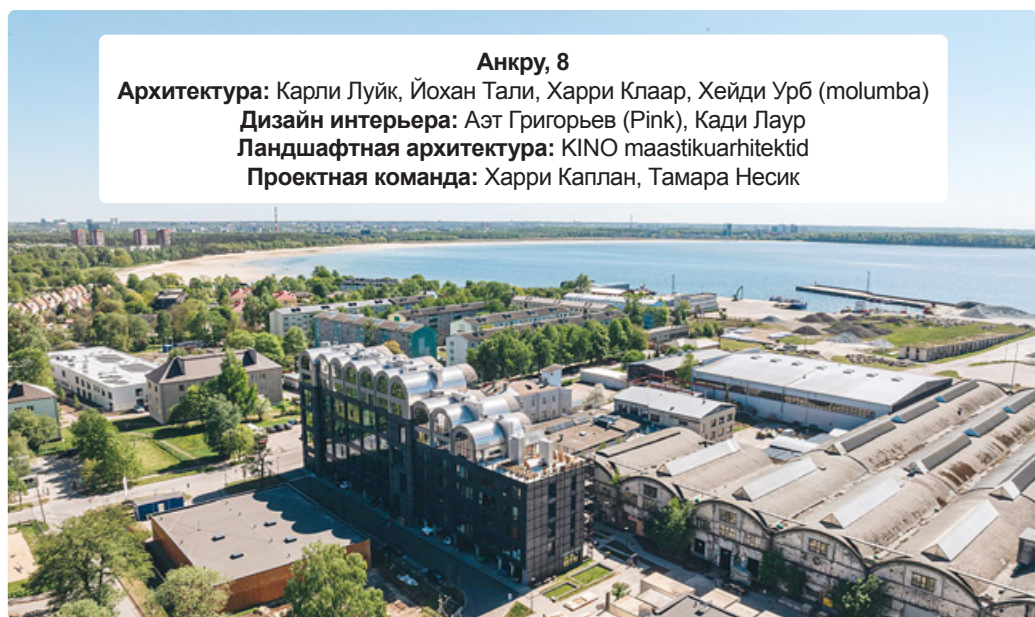 Анкру, 8
Архитектура: Карли Луйк, Йохан Тали, Харри Клаар, Хейди Урб (molumba)
Дизайн интерьера: Аэт Григорьев (Pink), Кади Лаур
Ландшафтная архитектура: KINO maastikuarhitektid
Проектная команда: Харри Каплан, Тамара Несик